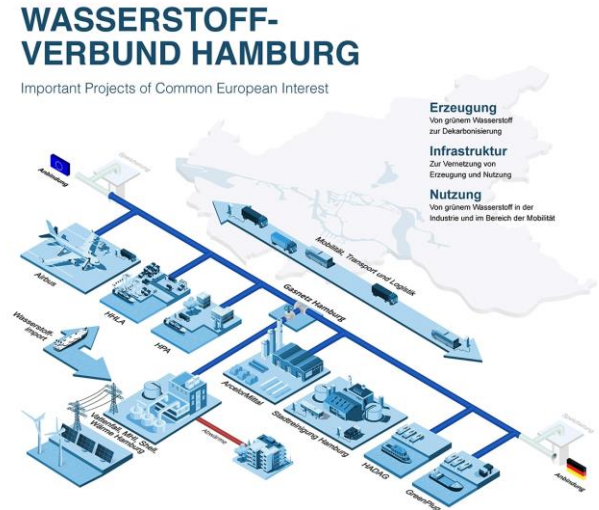 WASSERSTOFF-
VERBUND HAMBURG
Important Projects of Common European Interest
Erzeugung
Von grünem Wasserstoff
zur Dekarbonisierung
Infrastruktur
Zur Vernetzung von
Erzeugung und Nutzung
Nutzung
Von grünem Wasserstoff in der
Industrie und im Bereich der Mobilität
Speicherung
Anbindung
Mobilität, Transport und Logistik
Airbus
HHLA
HPA
Gasnetz Hamburg
Wasserstoff-
import
ArcelorMittal
Vattenfall, MHI, Shell,
Wärme Hamburg
Stadtreinigung Hamburg
Abwärme
HADAG
GreenPlug
Speicherung
Anbindung